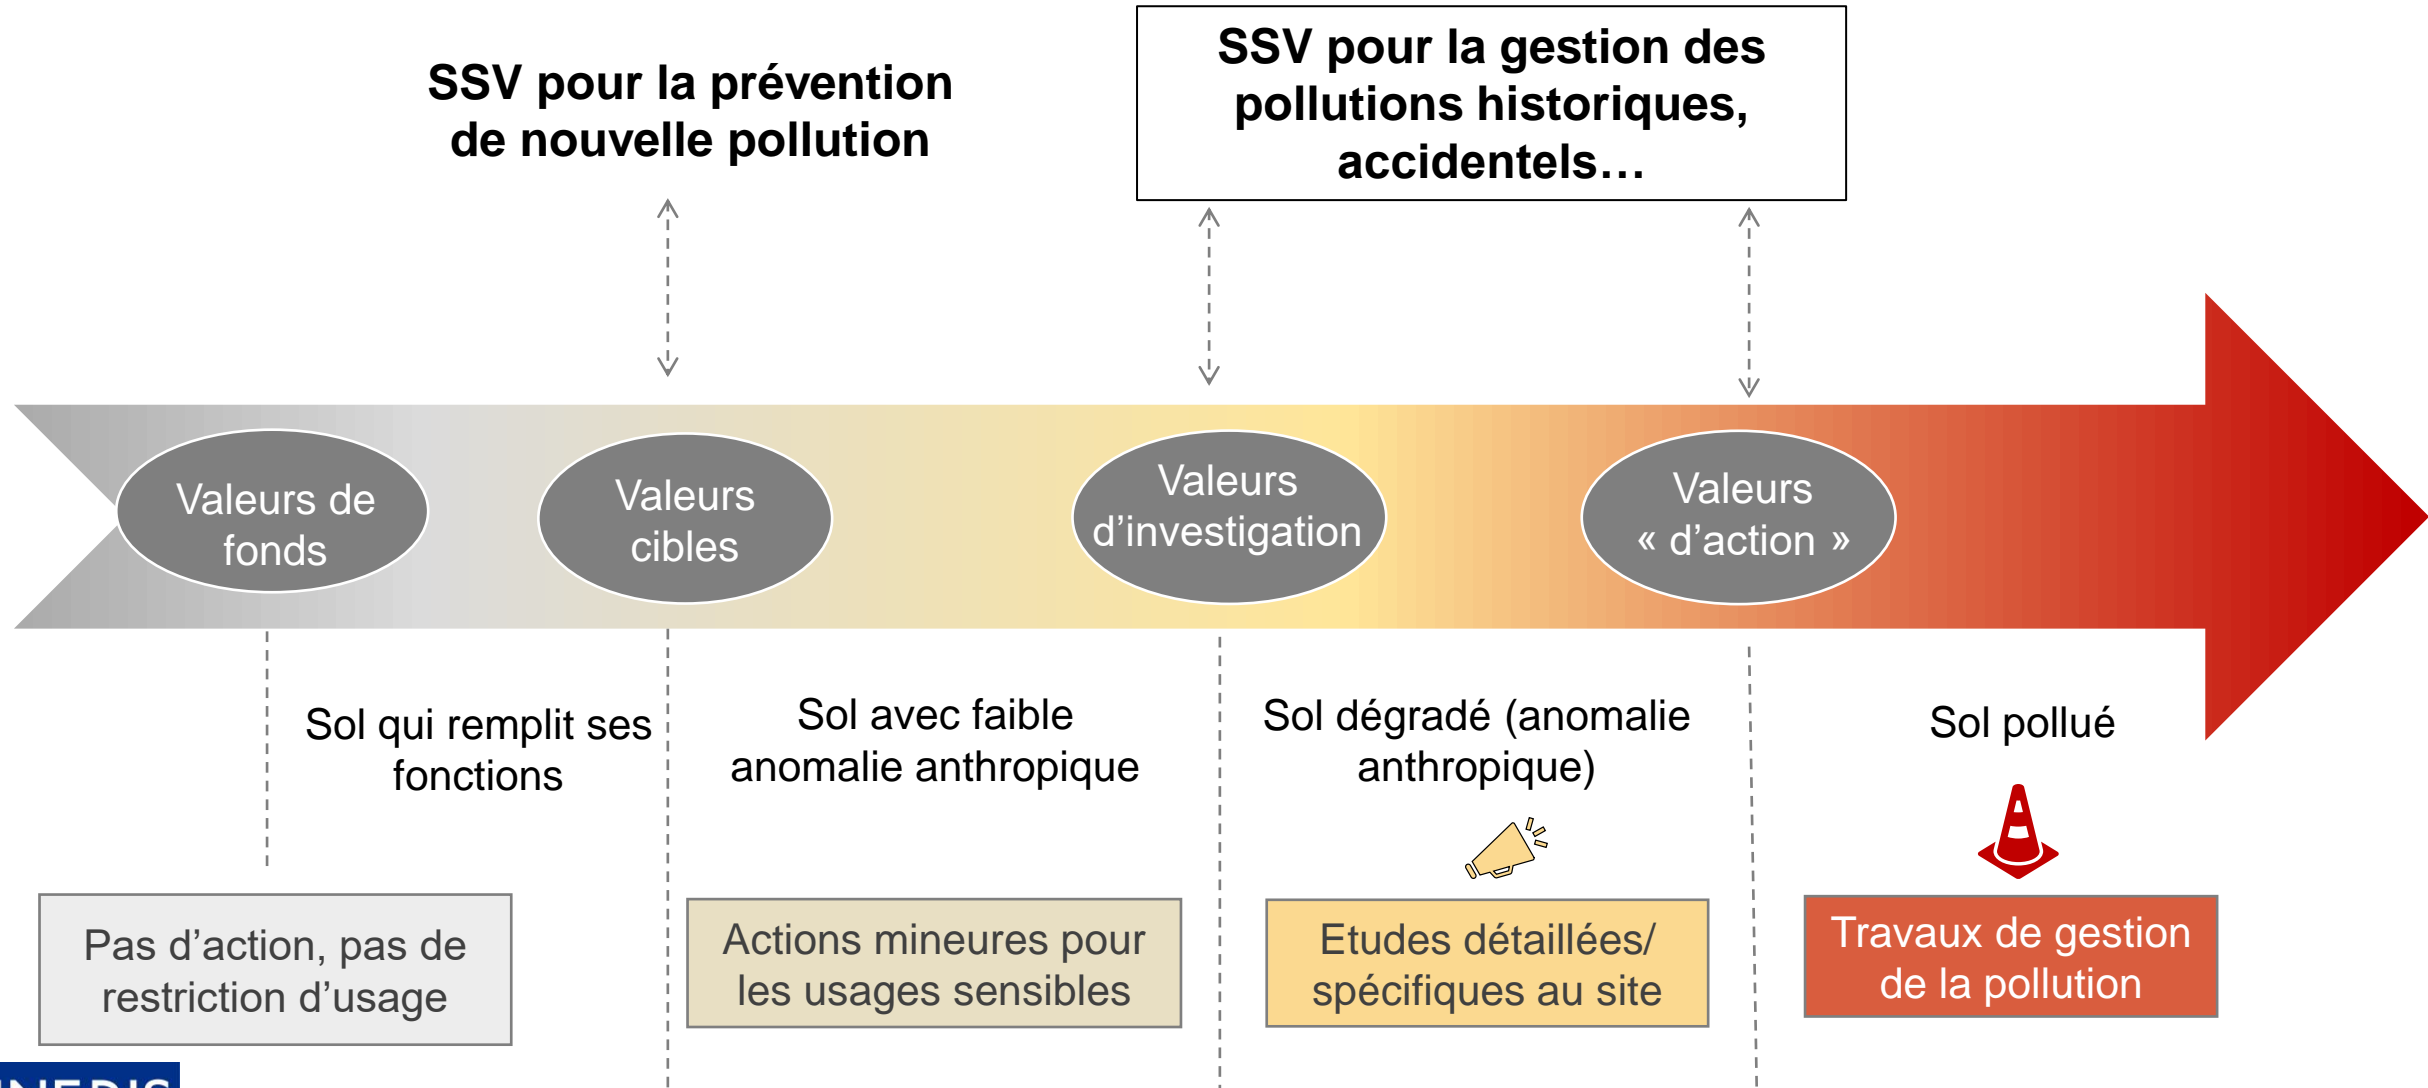 SSV pour la prévention
de nouvelle pollution
SSV pour la gestion des
pollutions historiques,
accidentels…
Valeurs de
fonds
Valeurs
cibles
Valeurs
d’investigation
Valeurs
« d’action »
Sol qui remplit ses
fonctions
Sol avec faible
anomalie anthropique
Sol dégradé (anomalie
anthropique)
Sol pollué
Pas d’action, pas de
restriction d’usage
Actions mineures pour
les usages sensibles
Etudes détaillées/
spécifiques au site
Travaux de gestion
de la pollution